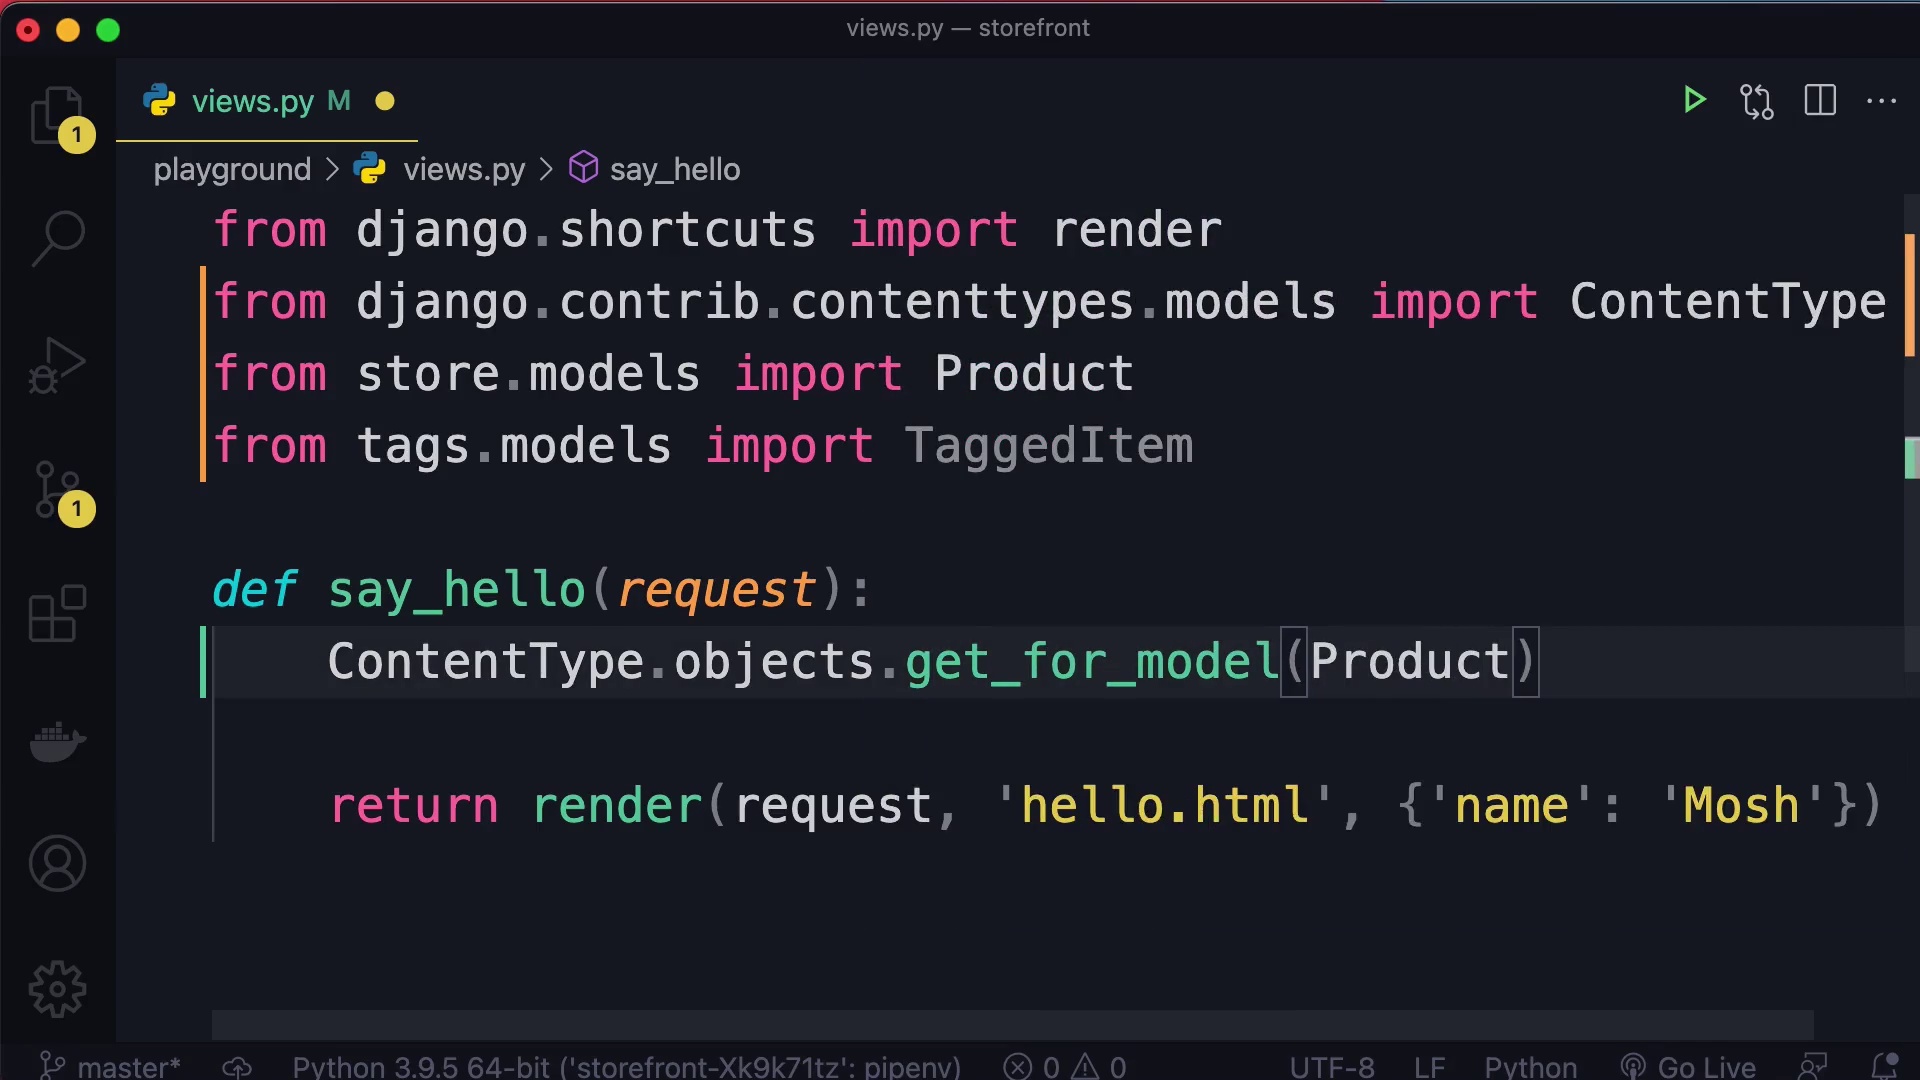 views.py — storefront
views.py M
1
playground > views.py > say_hello
from django.shortcuts import render
from django.contrib.contenttypes.models import ContentType
from store.models import Product
from tags.models import TaggedItem
1
def say_hello(request):
ContentType.objects.get_for_model(Product)
return render(request, 'hello.html', {'name': 'Mosh'})
master* Python 3.9.5 64-bit ('storefront-Xk9k71tz': pipenv) 0 0 UTF-8 LF Python Go Live